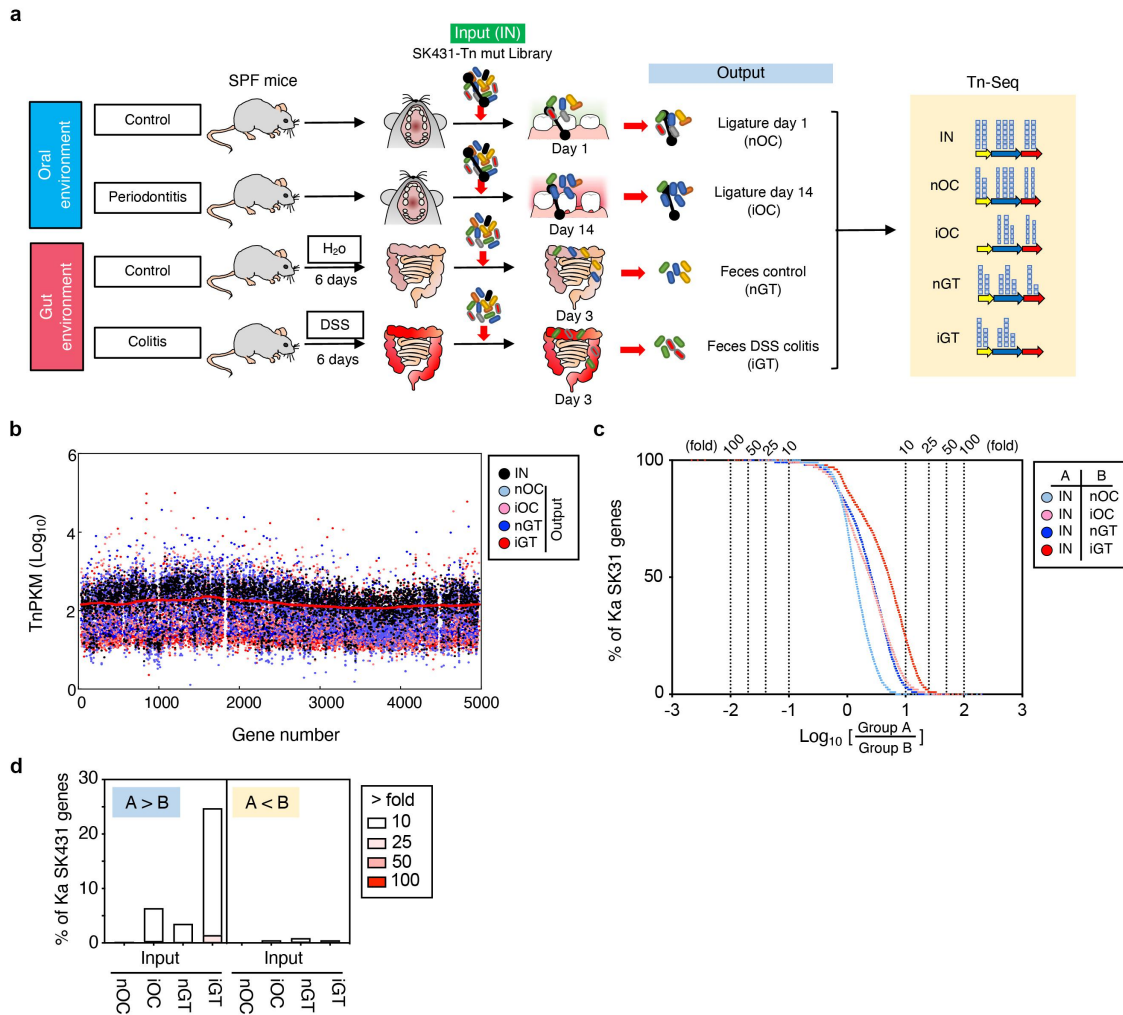 a
Input (IN)
SK431-Tn mut Library
SPF mice
Output
Tn-Seq
Oral environment
Control
Day 1
Ligature day 1
(nOC)
Periodontitis
Day 14
Ligature day 14
(iOC)
Gut environment
Control
H2o
6 days
Day 3
Feces control
(nGT)
Colitis
DSS
6 days
Day 3
Feces DSS colitis
(iGT)
IN
nOC
iOC
nGT
iGT
b
TnPKM (Log10)
6
4
2
0
0
1000
2000
3000
4000
5000
Gene number
IN
nOC
iOC
nGT
iGT
Output
c
(fold)
100
50
25
10
10
25
50
100
(fold)
% of Ka SK31 genes
100
50
0
-3
-2
-1
0
1
2
3
Log10 [Group A / Group B]
A B
IN nOC
IN iOC
IN nGT
IN iGT
d
% of Ka SK431 genes
30
20
10
0
A > B
A < B
> fold
10
25
50
100
Input
Input
nOC
iOC
nGT
iGT
nOC
iOC
nGT
iGT